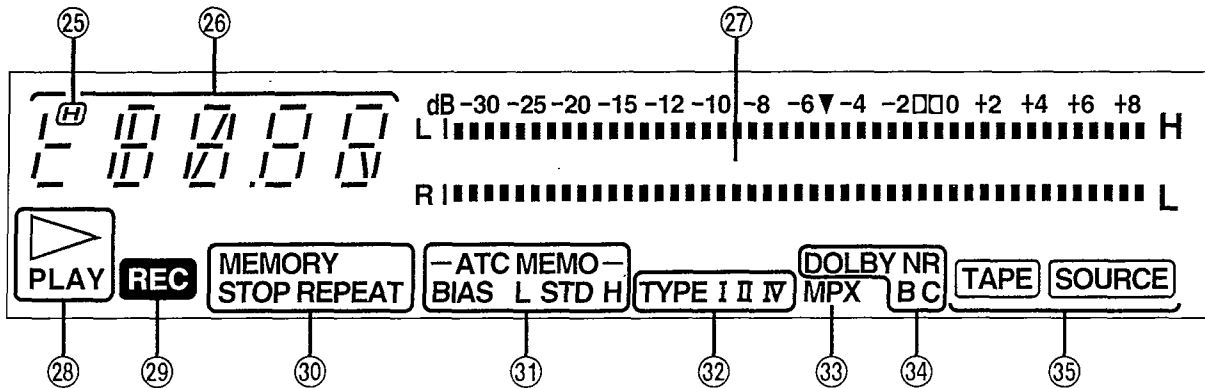 ㉕ ㉖ ㉗
H
dB -30 -25 -20 -15 -12 -10 -8 -6▼-4 -2□□0 +2 +4 +6 +8
L H
R L
PLAY
REC
MEMORY
STOP REPEAT
—ATC MEMO—
BIAS L STD H
TYPE I II IV
DOLBY NR
MPX B C
TAPE SOURCE
㉘ ㉙ ㉚ ㉛ ㉜ ㉝ ㉞ ㉟